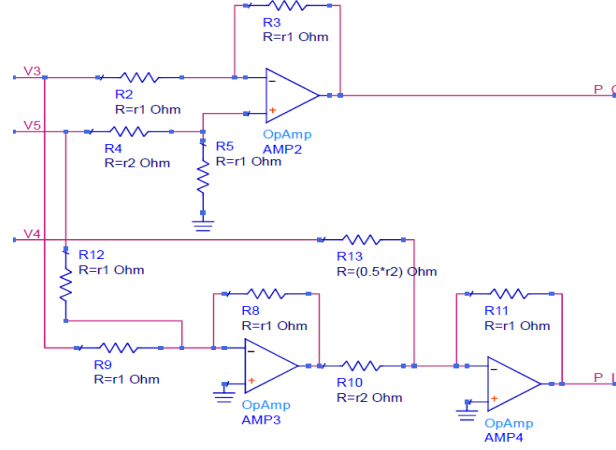 R3
R=r1 Ohm
V3
P_
R2
R=r1 Ohm
OpAmp
AMP2
V5
R4
R=r2 Ohm
R5
R=r1 Ohm
V4
R12
R=r1 Ohm
R13
R=(0.5*r2) Ohm
R8
R=r1 Ohm
R11
R=r1 Ohm
R9
R=r1 Ohm
R10
R=r2 Ohm
P_I
OpAmp
AMP3
OpAmp
AMP4